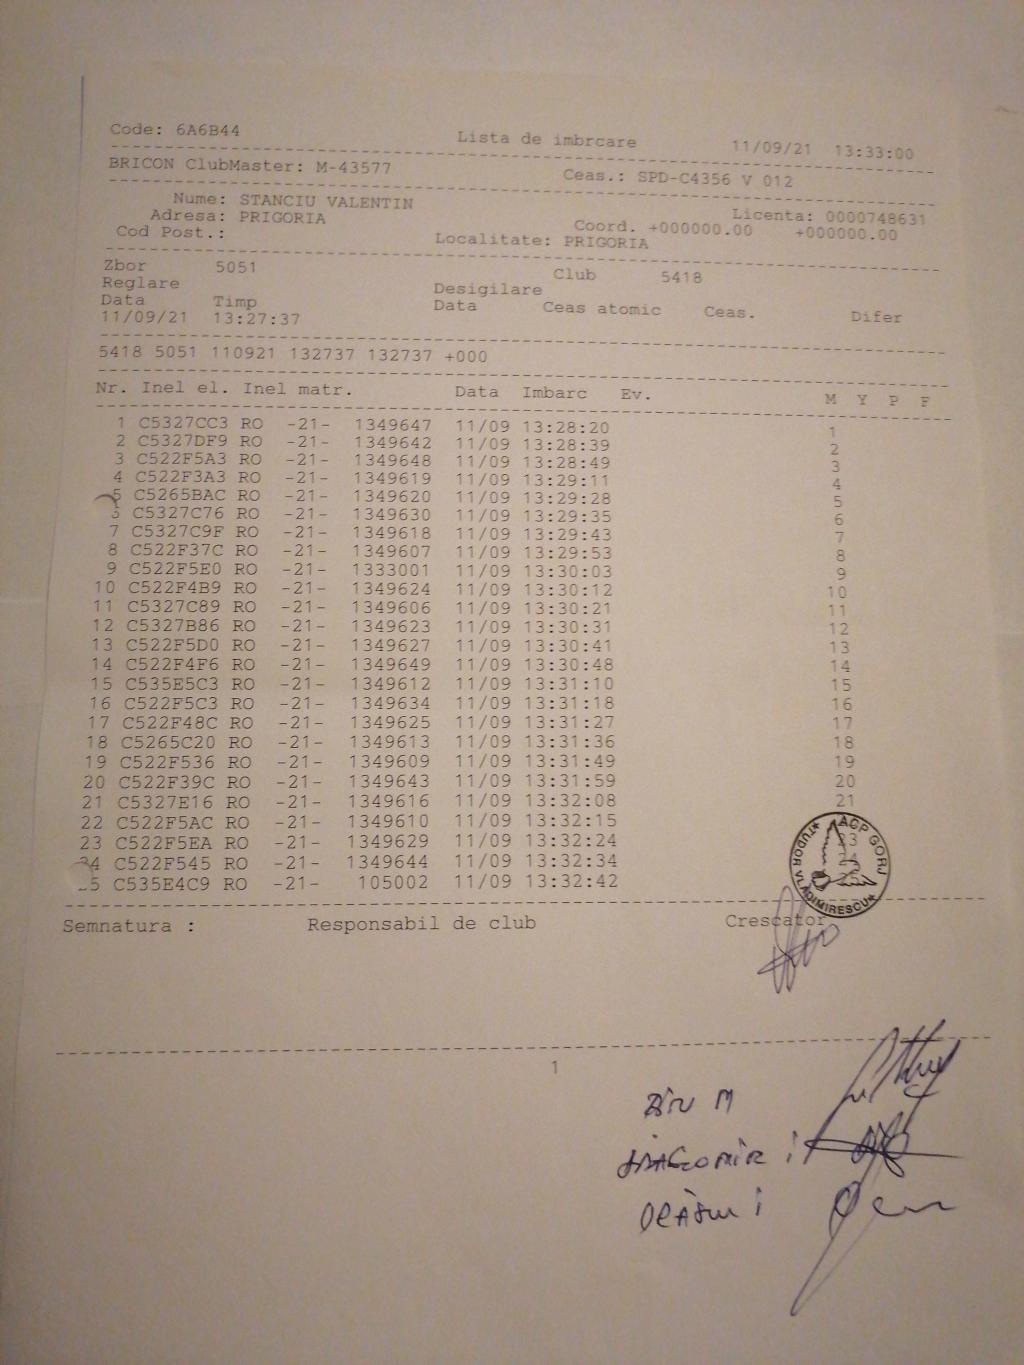 Code: 6A6B44 Lista de imbrcare 11/09/21 13:33:00
BRICON ClubMaster: M-43577 Ceas.: SPD-C4356 V 012
Nume: STANCIU VALENTIN Licenta: 0000748631
Adresa: PRIGORIA Coord. +000000.00 +000000.00
Cod Post.: Localitate: PRIGORIA
Zbor 5051 Club 5418
Reglare Desigilare
Data Timp Data Ceas atomic Ceas. Difer
11/09/21 13:27:37
5418 5051 110921 132737 132737 +000
Nr. Inel el. Inel matr. Data Imbarc Ev. M Y P F
1 C5327CC3 RO -21- 1349647 11/09 13:28:20 1
2 C5327DF9 RO -21- 1349642 11/09 13:28:39 2
3 C522F5A3 RO -21- 1349648 11/09 13:28:49 3
4 C522F3A3 RO -21- 1349619 11/09 13:29:11 4
5 C5265BAC RO -21- 1349620 11/09 13:29:28 5
C5327C76 RO -21- 1349630 11/09 13:29:35 6
7 C5327C9F RO -21- 1349618 11/09 13:29:43 7
8 C522F37C RO -21- 1349607 11/09 13:29:53 8
9 C522F5E0 RO -21- 1333001 11/09 13:30:03 9
10 C522F4B9 RO -21- 1349624 11/09 13:30:12 10
11 C5327C89 RO -21- 1349606 11/09 13:30:21 11
12 C5327B86 RO -21- 1349623 11/09 13:30:31 12
13 C522F5D0 RO -21- 1349627 11/09 13:30:41 13
14 C522F4F6 RO -21- 1349649 11/09 13:30:48 14
15 C535E5C3 RO -21- 1349612 11/09 13:31:10 15
16 C522F5C3 RO -21- 1349634 11/09 13:31:18 16
17 C522F48C RO -21- 1349625 11/09 13:31:27 17
18 C5265C20 RO -21- 1349613 11/09 13:31:36 18
19 C522F536 RO -21- 1349609 11/09 13:31:49 19
20 C522F39C RO -21- 1349643 11/09 13:31:59 20
21 C5327E16 RO -21- 1349616 11/09 13:32:08 21
22 C522F5AC RO -21- 1349610 11/09 13:32:15
23 C522F5EA RO -21- 1349629 11/09 13:32:24 23
24 C522F545 RO -21- 1349644 11/09 13:32:34 24
C535E4C9 RO -21- 105002 11/09 13:32:42 25
ACP GORJ
TUDOR VLADIMIRESCU
Semnatura : Responsabil de club Crescator
1